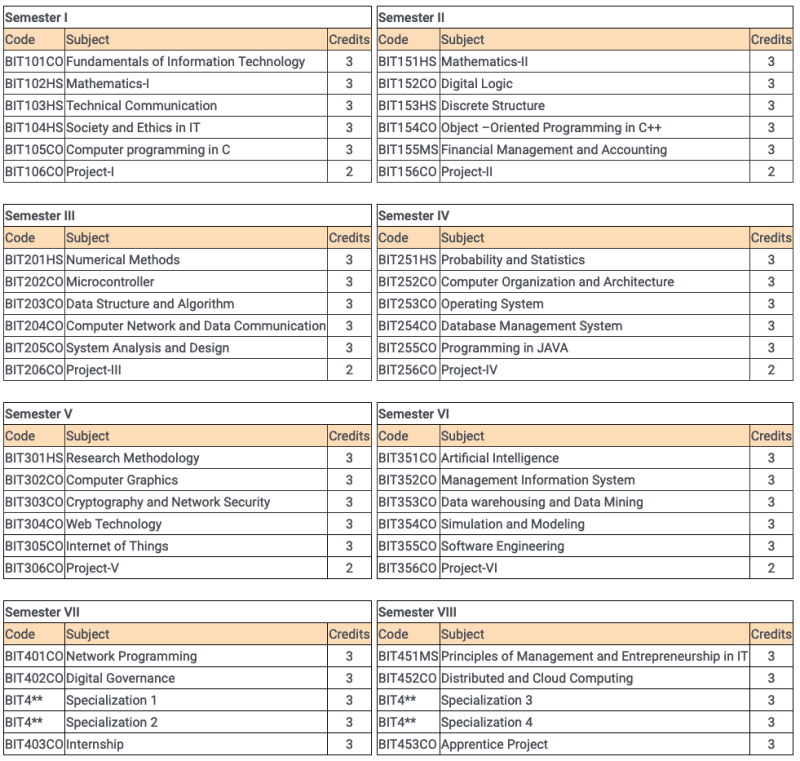 Semester I
Code Subject Credits
BIT101CO Fundamentals of Information Technology 3
BIT102HS Mathematics-I 3
BIT103HS Technical Communication 3
BIT104HS Society and Ethics in IT 3
BIT105CO Computer programming in C 3
BIT106CO Project-I 2
Semester II
Code Subject Credits
BIT151HS Mathematics-II 3
BIT152CO Digital Logic 3
BIT153HS Discrete Structure 3
BIT154CO Object –Oriented Programming in C++ 3
BIT155MS Financial Management and Accounting 3
BIT156CO Project-II 2
Semester III
Code Subject Credits
BIT201HS Numerical Methods 3
BIT202CO Microcontroller 3
BIT203CO Data Structure and Algorithm 3
BIT204CO Computer Network and Data Communication 3
BIT205CO System Analysis and Design 3
BIT206CO Project-III 2
Semester IV
Code Subject Credits
BIT251HS Probability and Statistics 3
BIT252CO Computer Organization and Architecture 3
BIT253CO Operating System 3
BIT254CO Database Management System 3
BIT255CO Programming in JAVA 3
BIT256CO Project-IV 2
Semester V
Code Subject Credits
BIT301HS Research Methodology 3
BIT302CO Computer Graphics 3
BIT303CO Cryptography and Network Security 3
BIT304CO Web Technology 3
BIT305CO Internet of Things 3
BIT306CO Project-V 2
Semester VI
Code Subject Credits
BIT351CO Artificial Intelligence 3
BIT352CO Management Information System 3
BIT353CO Data warehousing and Data Mining 3
BIT354CO Simulation and Modeling 3
BIT355CO Software Engineering 3
BIT356CO Project-VI 2
Semester VII
Code Subject Credits
BIT401CO Network Programming 3
BIT402CO Digital Governance 3
BIT4** Specialization 1 3
BIT4** Specialization 2 3
BIT403CO Internship 3
Semester VIII
Code Subject Credits
BIT451MS Principles of Management and Entrepreneurship in IT 3
BIT452CO Distributed and Cloud Computing 3
BIT4** Specialization 3 3
BIT4** Specialization 4 3
BIT453CO Apprentice Project 3